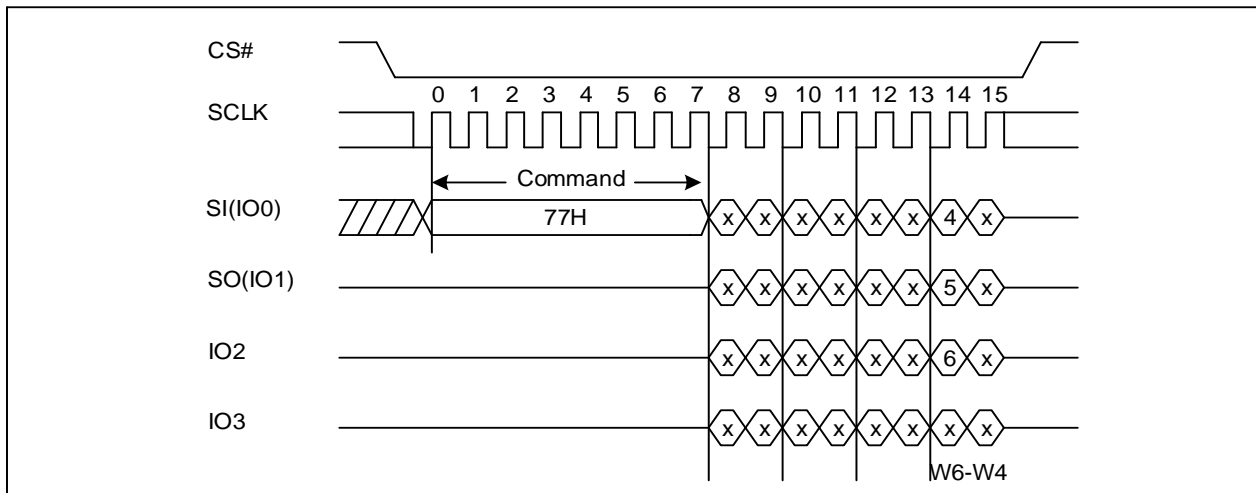 CS#
0 1 2 3 4 5 6 7 8 9 10 11 12 13 14 15
SCLK
Command
SI(IO0) 77H x x x x x x 4 x
SO(IO1) x x x x x x 5 x
IO2 x x x x x x 6 x
IO3 x x x x x x x x
W6-W4